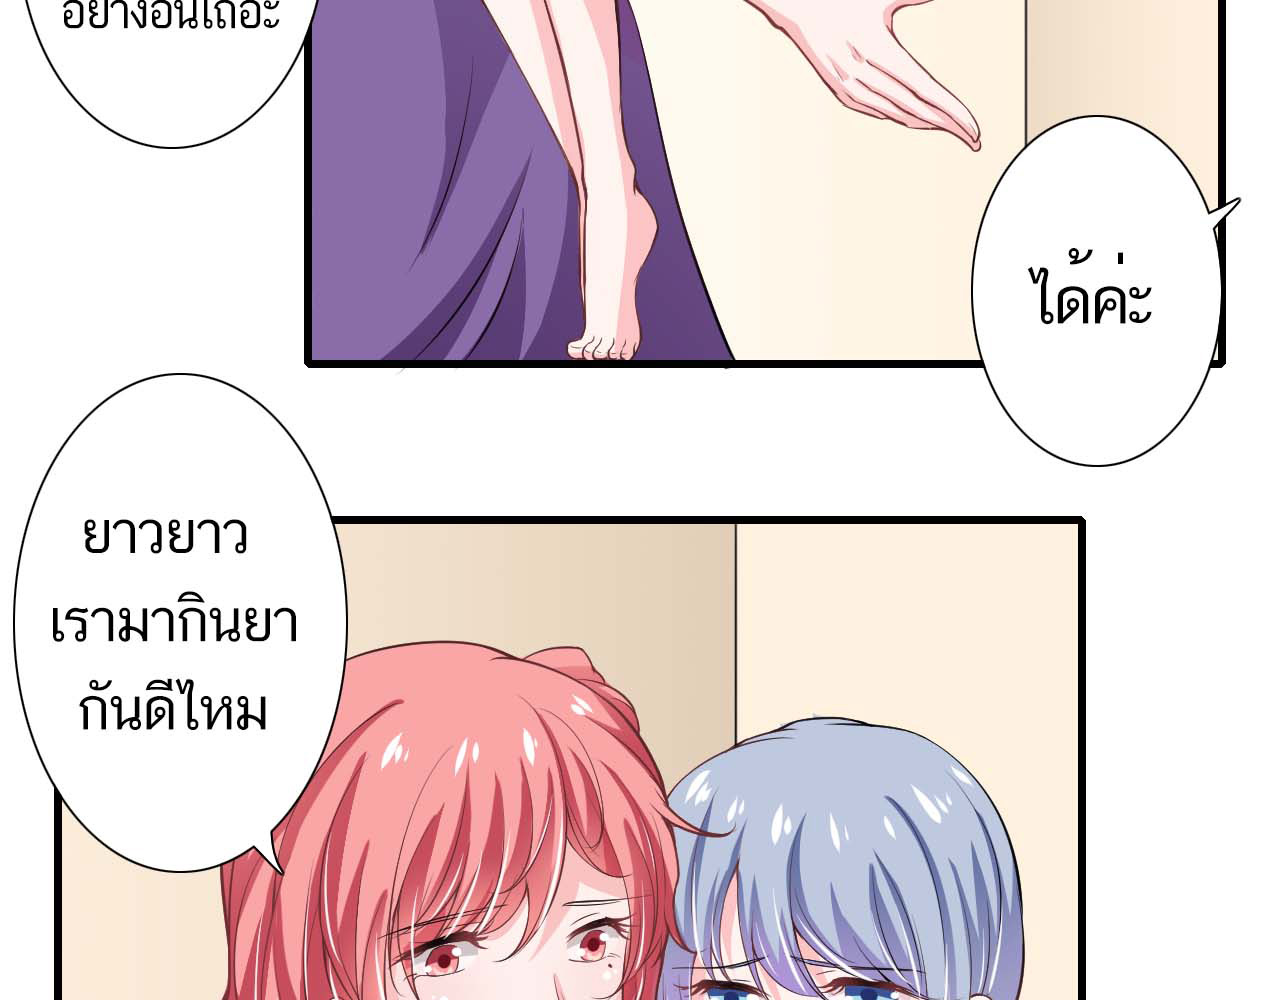 อย่างอื่นเถอะ
ได้ค่ะ
ยาวยาว
เรามากินยา
กันดีไหม